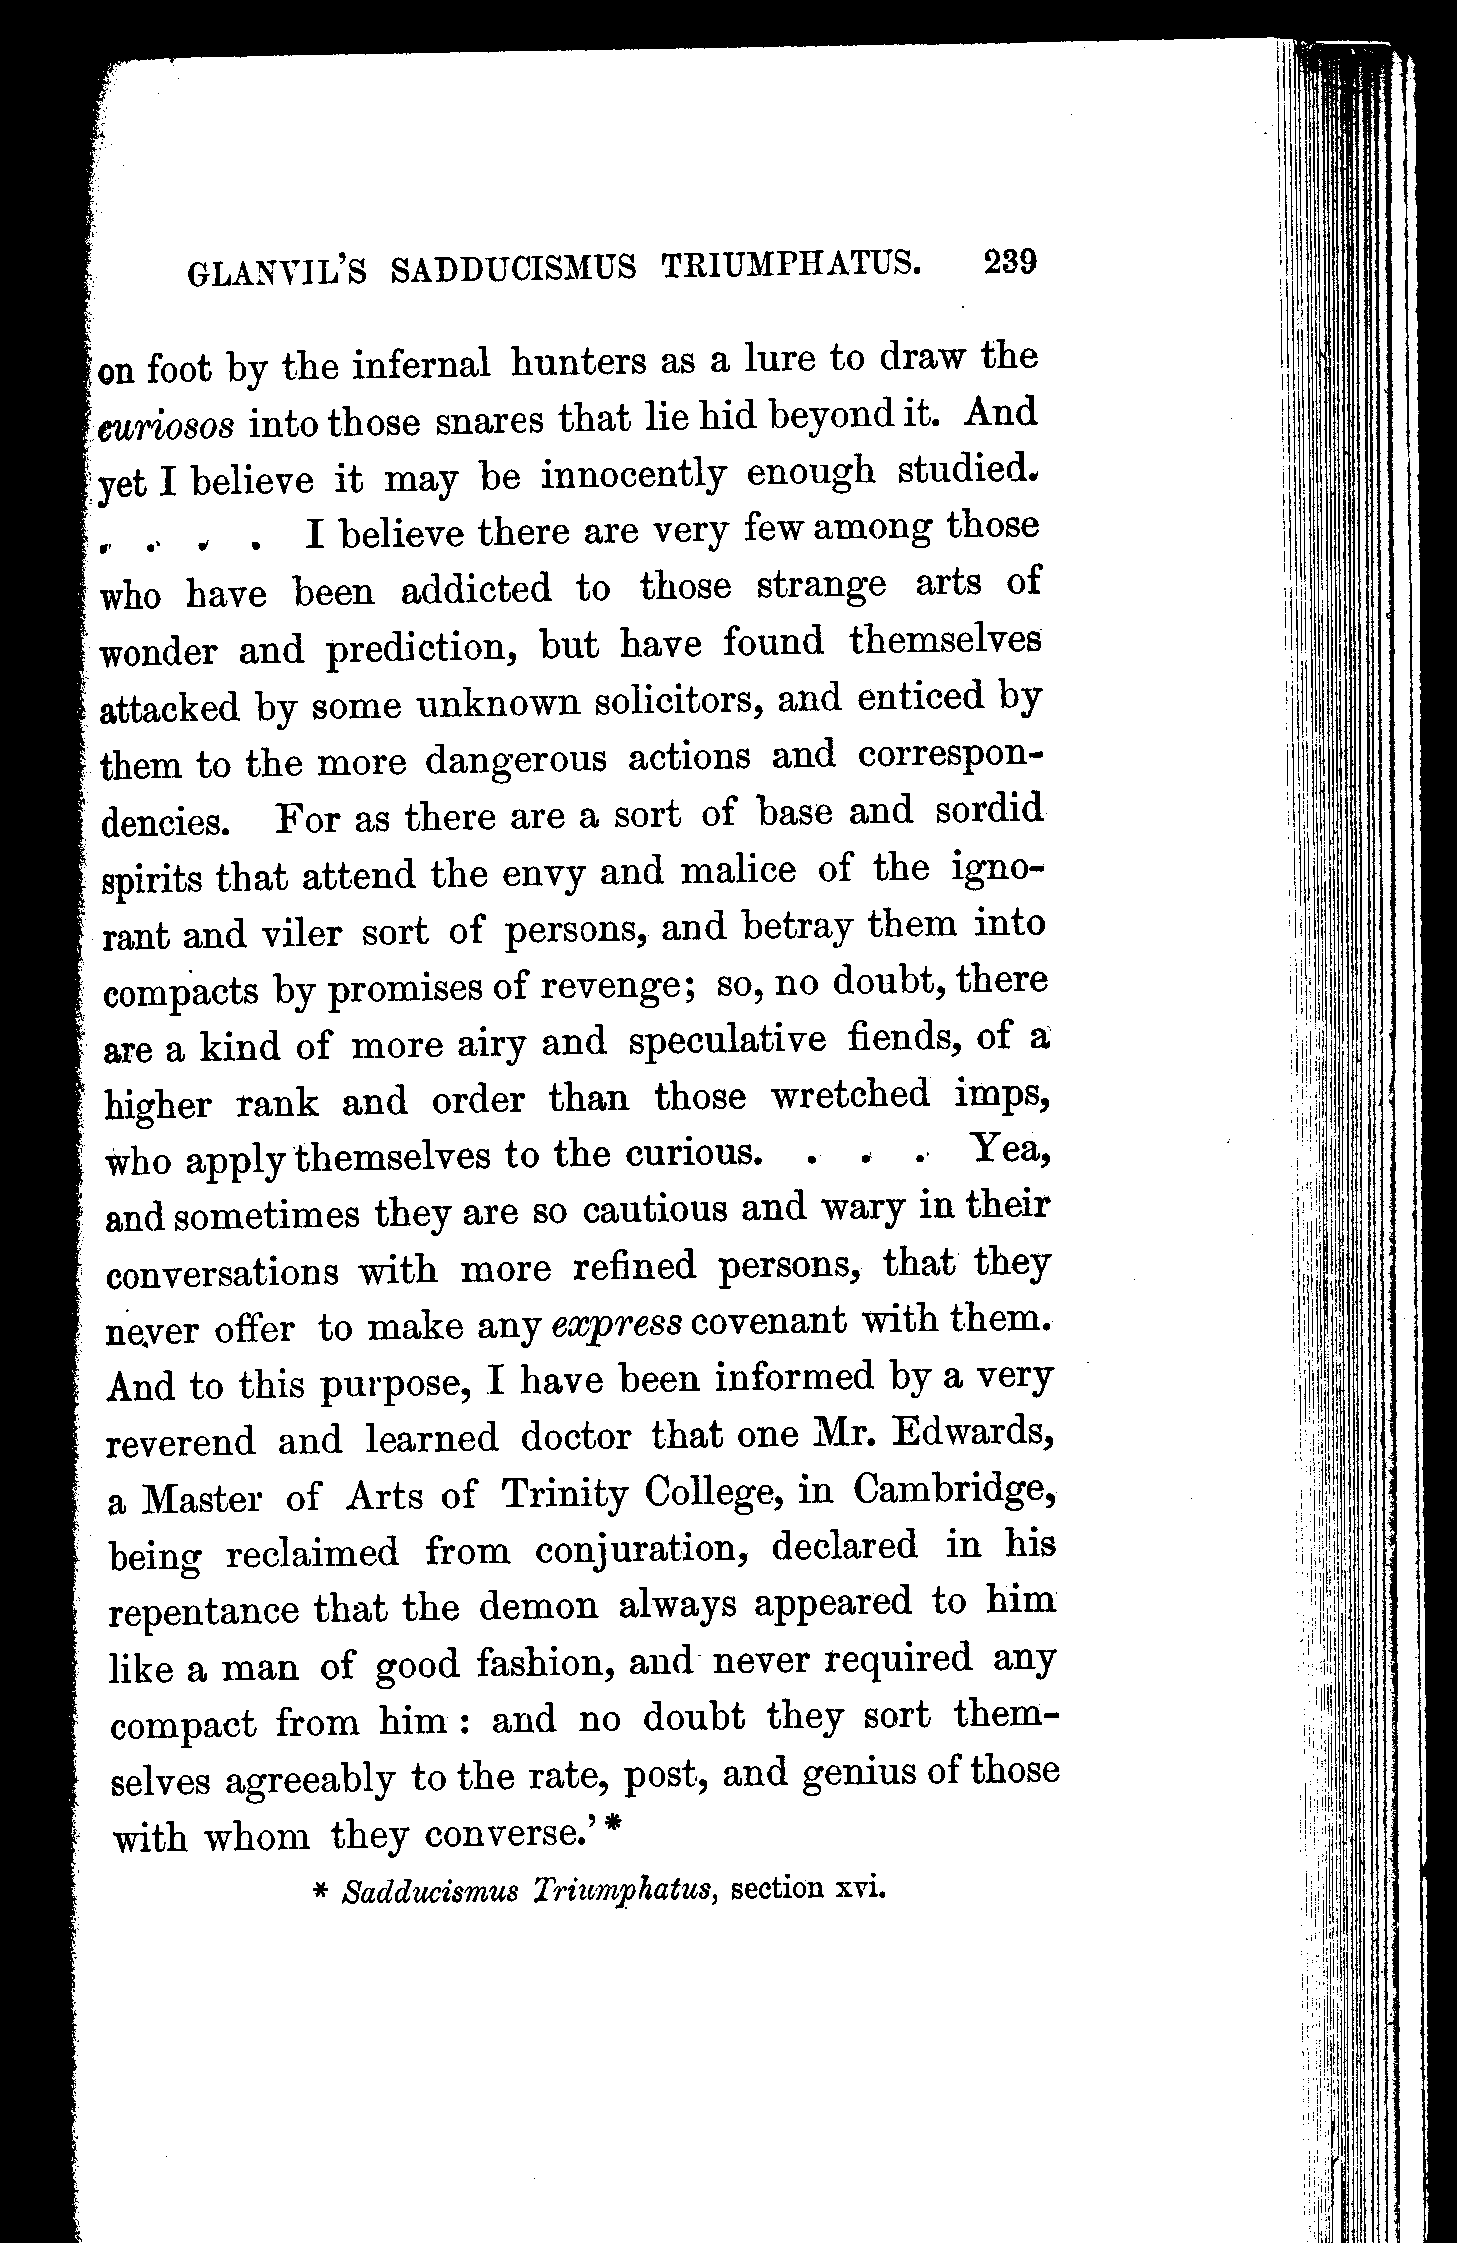 GLANVIL'S SADDUCISMUS TRIUMPHATUS. 239
on foot by the infernal hunters as a lure to draw the
curiosos into those snares that lie hid beyond it. And
yet I believe it may be innocently enough studied.
. . . . I believe there are very few among those
who have been addicted to those strange arts of
wonder and prediction, but have found themselves
attacked by some unknown solicitors, and enticed by
them to the more dangerous actions and correspon-
dencies. For as there are a sort of base and sordid
spirits that attend the envy and malice of the igno-
rant and viler sort of persons, and betray them into
compacts by promises of revenge; so, no doubt, there
are a kind of more airy and speculative fiends, of a
higher rank and order than those wretched imps,
who apply themselves to the curious. . . . Yea,
and sometimes they are so cautious and wary in their
conversations with more refined persons, that they
never offer to make any express covenant with them.
And to this purpose, I have been informed by a very
reverend and learned doctor that one Mr. Edwards,
a Master of Arts of Trinity College, in Cambridge,
being reclaimed from conjuration, declared in his
repentance that the demon always appeared to him
like a man of good fashion, and never required any
compact from him : and no doubt they sort them-
selves agreeably to the rate, post, and genius of those
with whom they converse.' *
* Sadducismus Triumphatus, section xvi.